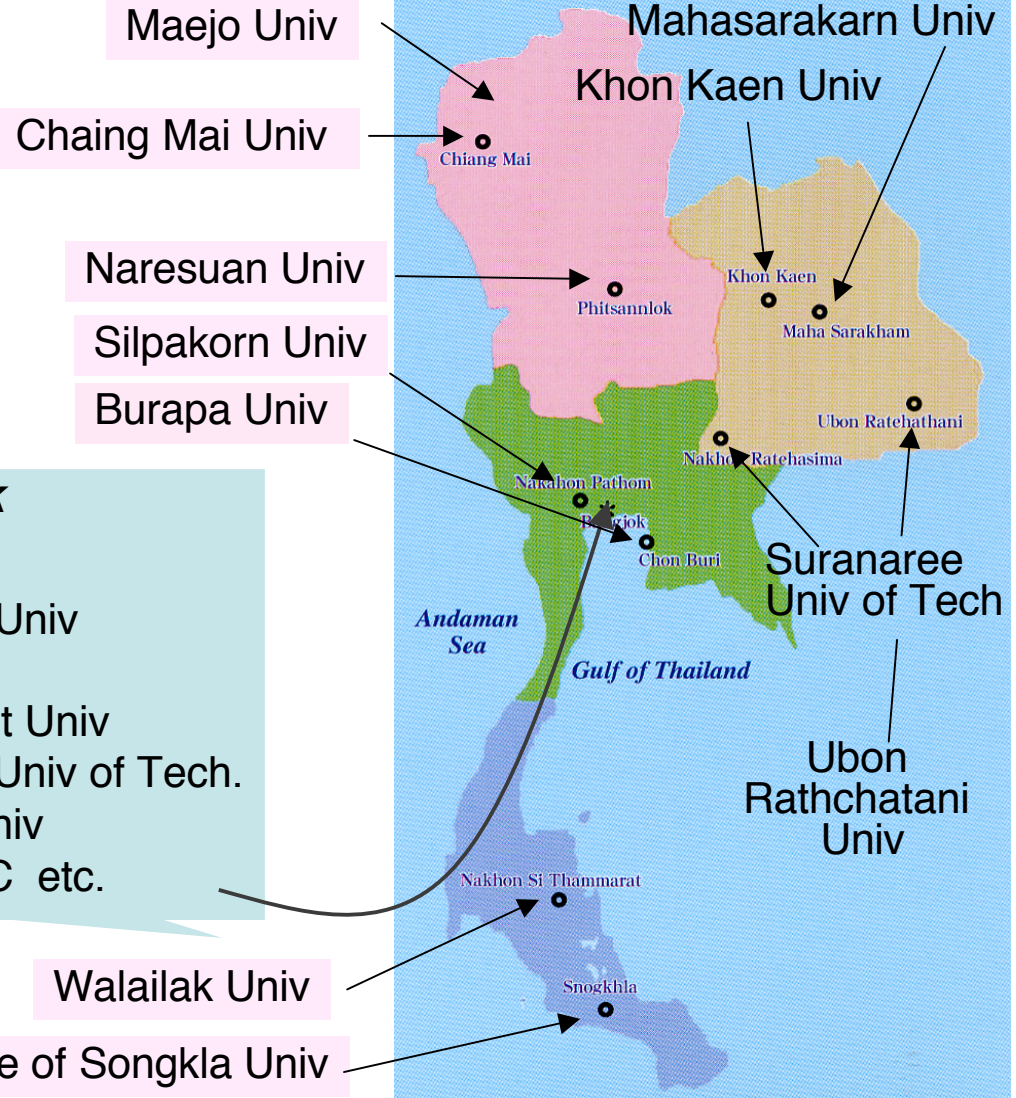 Maejo Univ
Mahasarakarn Univ
Khon Kaen Univ
Chaing Mai Univ
Chiang Mai
Naresuan Univ
Khon Kaen
Phitsannlok
Maha Sarakham
Silpakorn Univ
Burapa Univ
Ubon Ratehathani
Nakhon Ratehasima
Nakahon Pathom
Chon Buri
Suranaree
Univ of Tech
Univ
Andaman
Sea
Gulf of Thailand
t Univ
Univ of Tech.
Ubon
Rathchatani
Univ
etc.
Nakhon Si Thammarat
Walailak Univ
Snogkhla
e of Songkla Univ